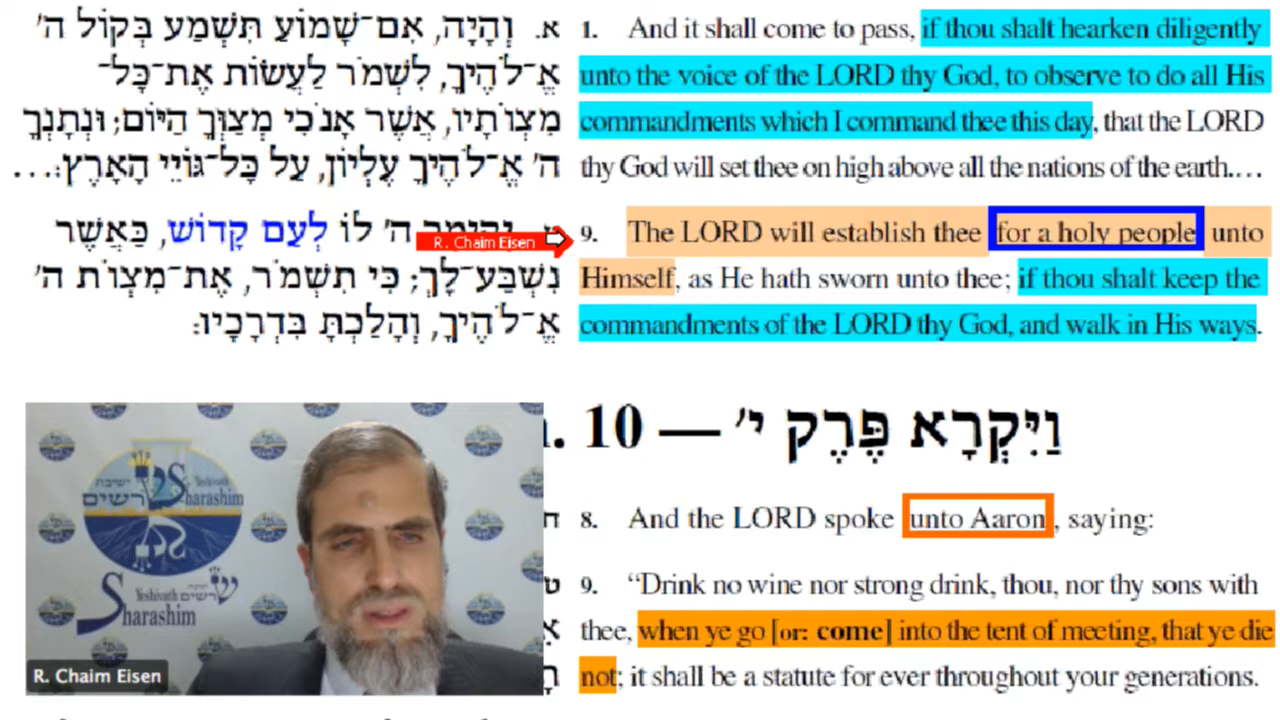 א. וְהָיָה, אִם־שָׁמוֹעַ תִּשְׁמַע בְּקוֹל ה'
אֱ־לֹהֶיךָ, לִשְׁמֹר לַעֲשׂוֹת אֶת־כָּל־
מִצְוֹתָיו, אֲשֶׁר אָנֹכִי מְצַוְּךָ הַיּוֹם; וּנְתָנְךָ
ה' אֱ־לֹהֶיךָ עֶלְיוֹן, עַל כָּל־גּוֹיֵי הָאָרֶץ:...
1. And it shall come to pass, if thou shalt hearken diligently
unto the voice of the LORD thy God, to observe to do all His
commandments which I command thee this day, that the LORD
thy God will set thee on high above all the nations of the earth....
ה' לוֹ לְעַם קָדוֹשׁ, כַּאֲשֶׁר
נִשְׁבַּע־לָךְ; כִּי תִשְׁמֹר, אֶת־מִצְוֹת ה'
אֱ־לֹהֶיךָ, וְהָלַכְתָּ בִּדְרָכָיו:
R. Chaim Eisen
9. The LORD will establish thee for a holy people unto
Himself, as He hath sworn unto thee; if thou shalt keep the
commandments of the LORD thy God, and walk in His ways.
. 10 — וַיִּקְרָא פֶּרֶק י'
8. And the LORD spoke unto Aaron, saying:
9. “Drink no wine nor strong drink, thou, nor thy sons with
thee, when ye go [or: come] into the tent of meeting, that ye die
not; it shall be a statute for ever throughout your generations.
ישיבת
שרשים
Yeshivath
Sharashim
ישיבת
שרשים
Yeshivath
Sharashim
R. Chaim Eisen